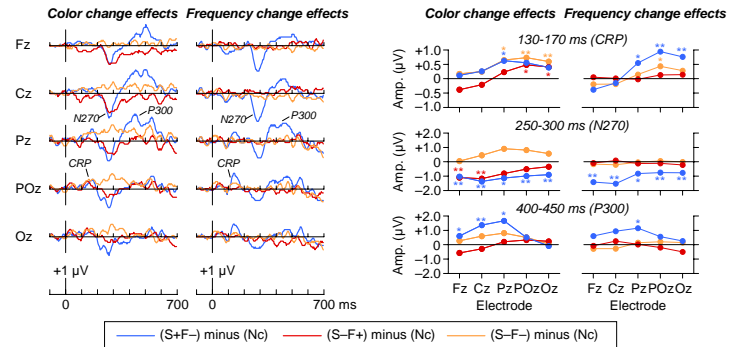 Color change effects Frequency change effects
Fz
Cz
N270 P300 N270 P300
Pz
CRP CRP
POz
Oz
+1 µV +1 µV
0 700 0 700 ms
Color change effects Frequency change effects
130-170 ms (CRP)
Amp. (µV)
+1.0
+0.5
0
−0.5
−1.0
** ** * * * *
* ** ** *
250-300 ms (N270)
Amp. (µV)
+2.0
+1.0
0
−1.0
−2.0
** ** ** ** * * ** ** ** * * **
400-450 ms (P300)
Amp. (µV)
+2.0
+1.0
0
−1.0
−2.0
* ** * *
Fz Cz Pz POz Oz Fz Cz Pz POz Oz
Electrode Electrode
(S+F−) minus (Nc) (S−F+) minus (Nc) (S−F−) minus (Nc)